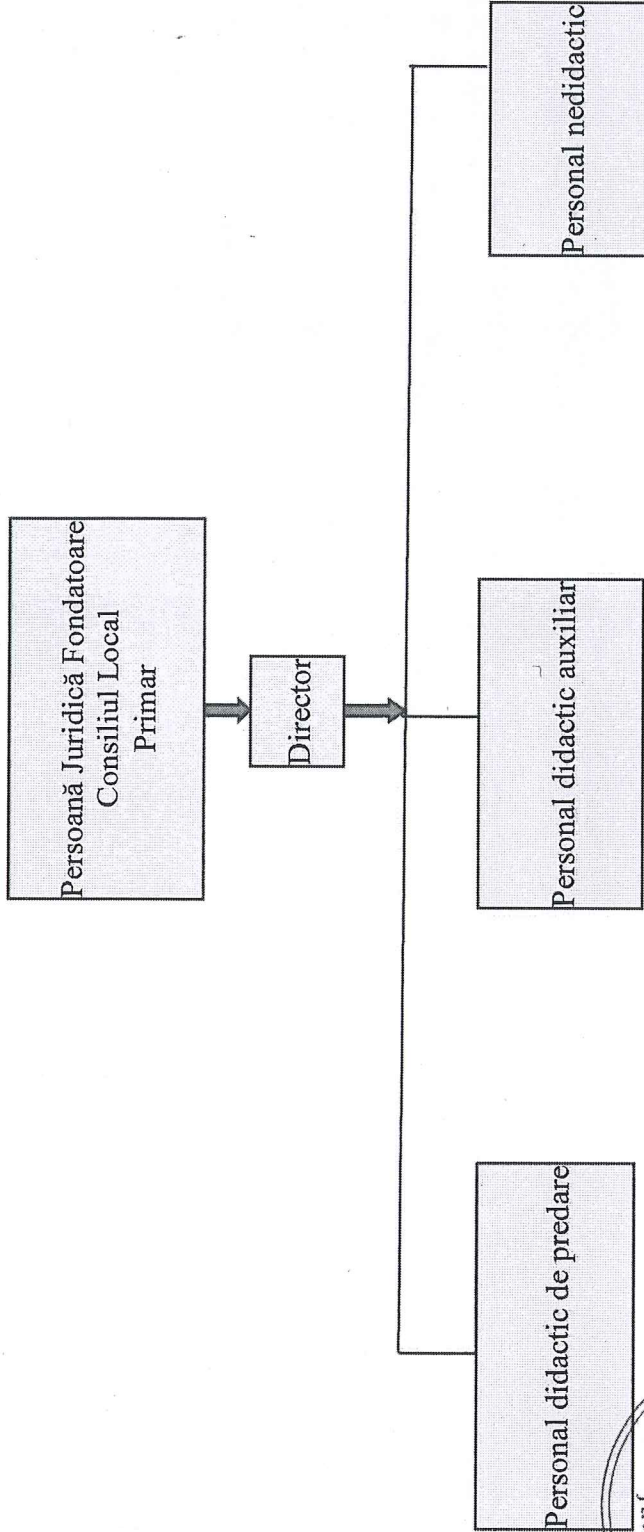 Persoană Juridică Fondatoare
Consiliul Local
Primar
Director
Personal didactic de predare
Personal didactic auxiliar
Personal nedidactic